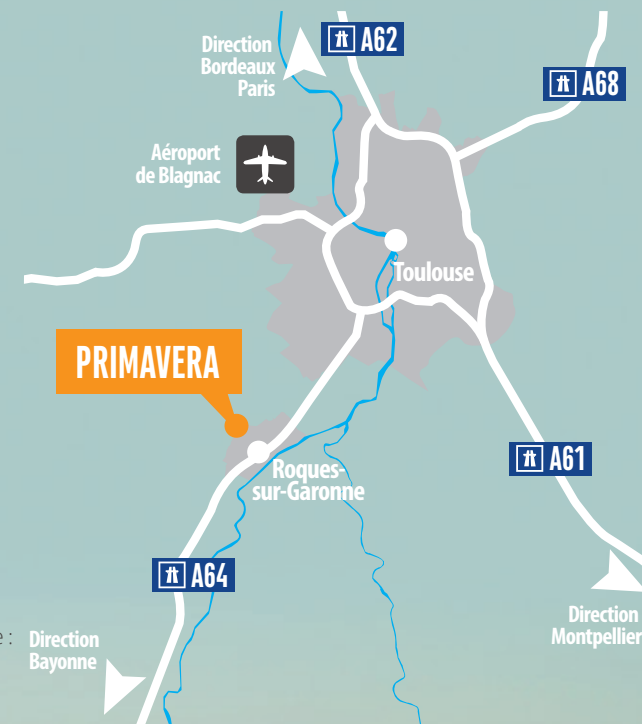 Direction
Bordeaux
Paris
A62
A68
Aéroport
de Blagnac
Toulouse
PRIMAVERA
Roques-
sur-Garonne
A61
A64
Direction
Montpellier
e :
Direction
Bayonne